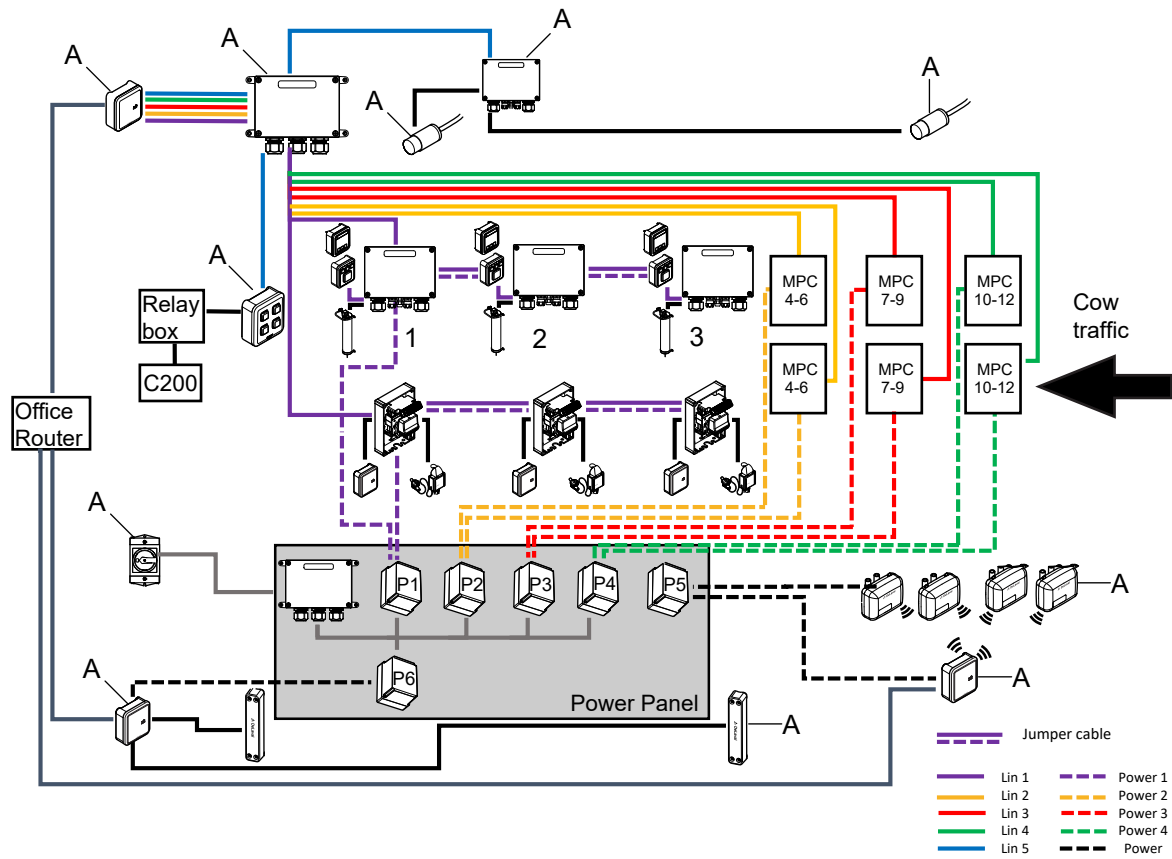 A
A
A
A
A
A
Relay
box
C200
Office
Router
1
2
3
MPC
4-6
MPC
7-9
MPC
10-12
MPC
4-6
MPC
7-9
MPC
10-12
Cow
traffic
A
P1
P2
P3
P4
P5
A
P6
A
Power Panel
A
A
Jumper cable
Lin 1
Power 1
Lin 2
Power 2
Lin 3
Power 3
Lin 4
Power 4
Lin 5
Power